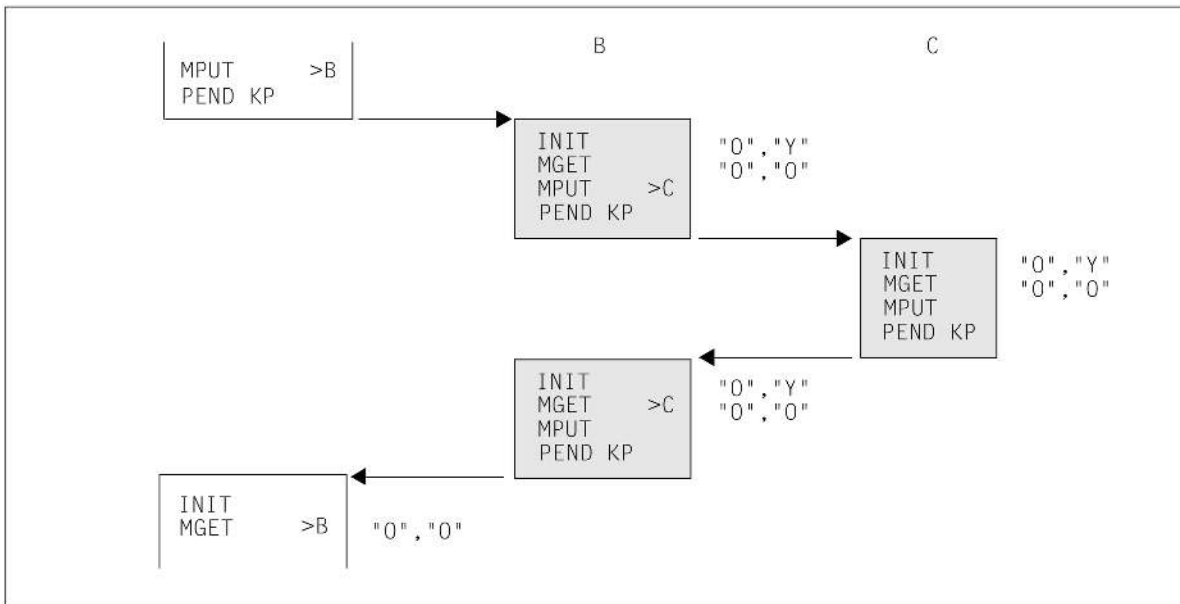 B C
MPUT >B
PEND KP
INIT
MGET
MPUT >C
PEND KP
"O","Y"
"O","O"
INIT
MGET
MPUT
PEND KP
"O","Y"
"O","O"
INIT
MGET >C
MPUT
PEND KP
"O","Y"
"O","O"
INIT
MGET >B
"O","O"